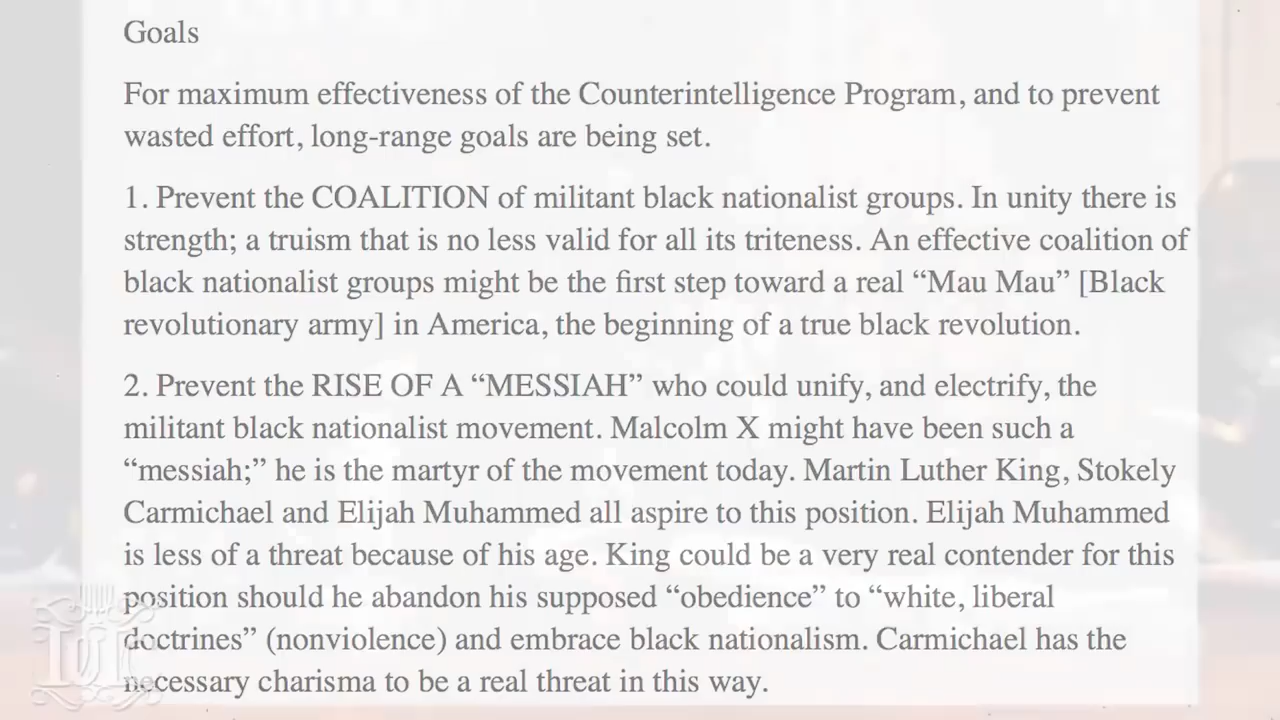 Goals
For maximum effectiveness of the Counterintelligence Program, and to prevent
wasted effort, long-range goals are being set.
1. Prevent the COALITION of militant black nationalist groups. In unity there is
strength; a truism that is no less valid for all its triteness. An effective coalition of
black nationalist groups might be the first step toward a real “Mau Mau” [Black
revolutionary army] in America, the beginning of a true black revolution.
2. Prevent the RISE OF A “MESSIAH” who could unify, and electrify, the
militant black nationalist movement. Malcolm X might have been such a
“messiah;” he is the martyr of the movement today. Martin Luther King, Stokely
Carmichael and Elijah Muhammed all aspire to this position. Elijah Muhammed
is less of a threat because of his age. King could be a very real contender for this
position should he abandon his supposed “obedience” to “white, liberal
doctrines” (nonviolence) and embrace black nationalism. Carmichael has the
necessary charisma to be a real threat in this way.